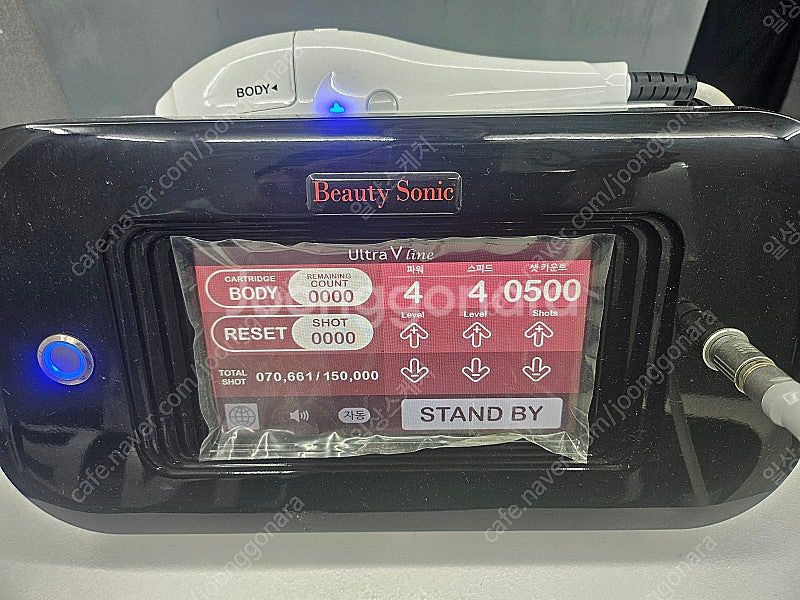 BODY◀
Beauty Sonic
Ultra V line
CARTRIDGE
BODY
REMAINING
COUNT
0000
파워
스피드
샷 카운트
4
4
0500
Level
Level
Shots
RESET
SHOT
0000
TOTAL
SHOT
070,661/150,000
자동
STAND BY
joonggonara
cafe.naver.com/joonggonara